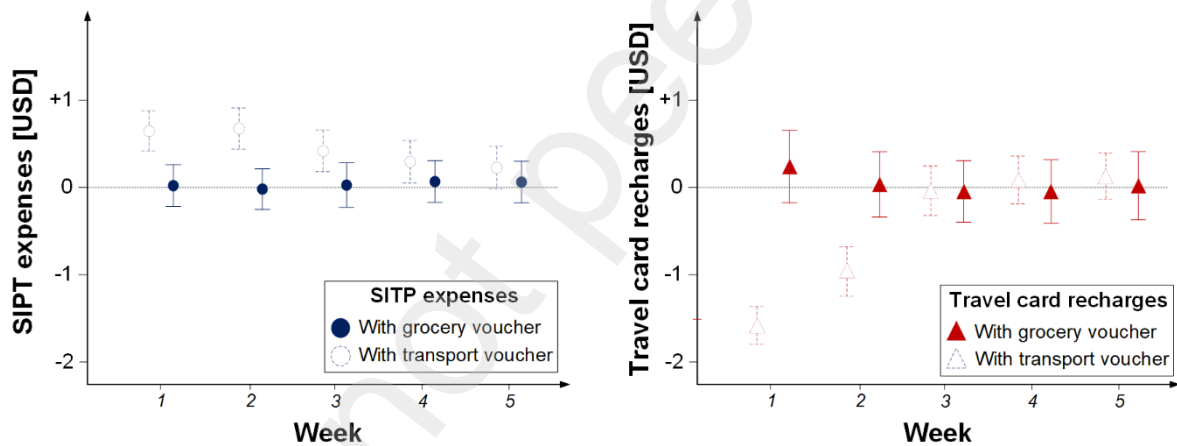 SIPT expenses [USD]
+1
0
-1
-2
1 2 3 4 5
Week
SITP expenses
With grocery voucher
With transport voucher
Travel card recharges [USD]
+1
0
-1
-2
1 2 3 4 5
Week
Travel card recharges
With grocery voucher
With transport voucher
not pee